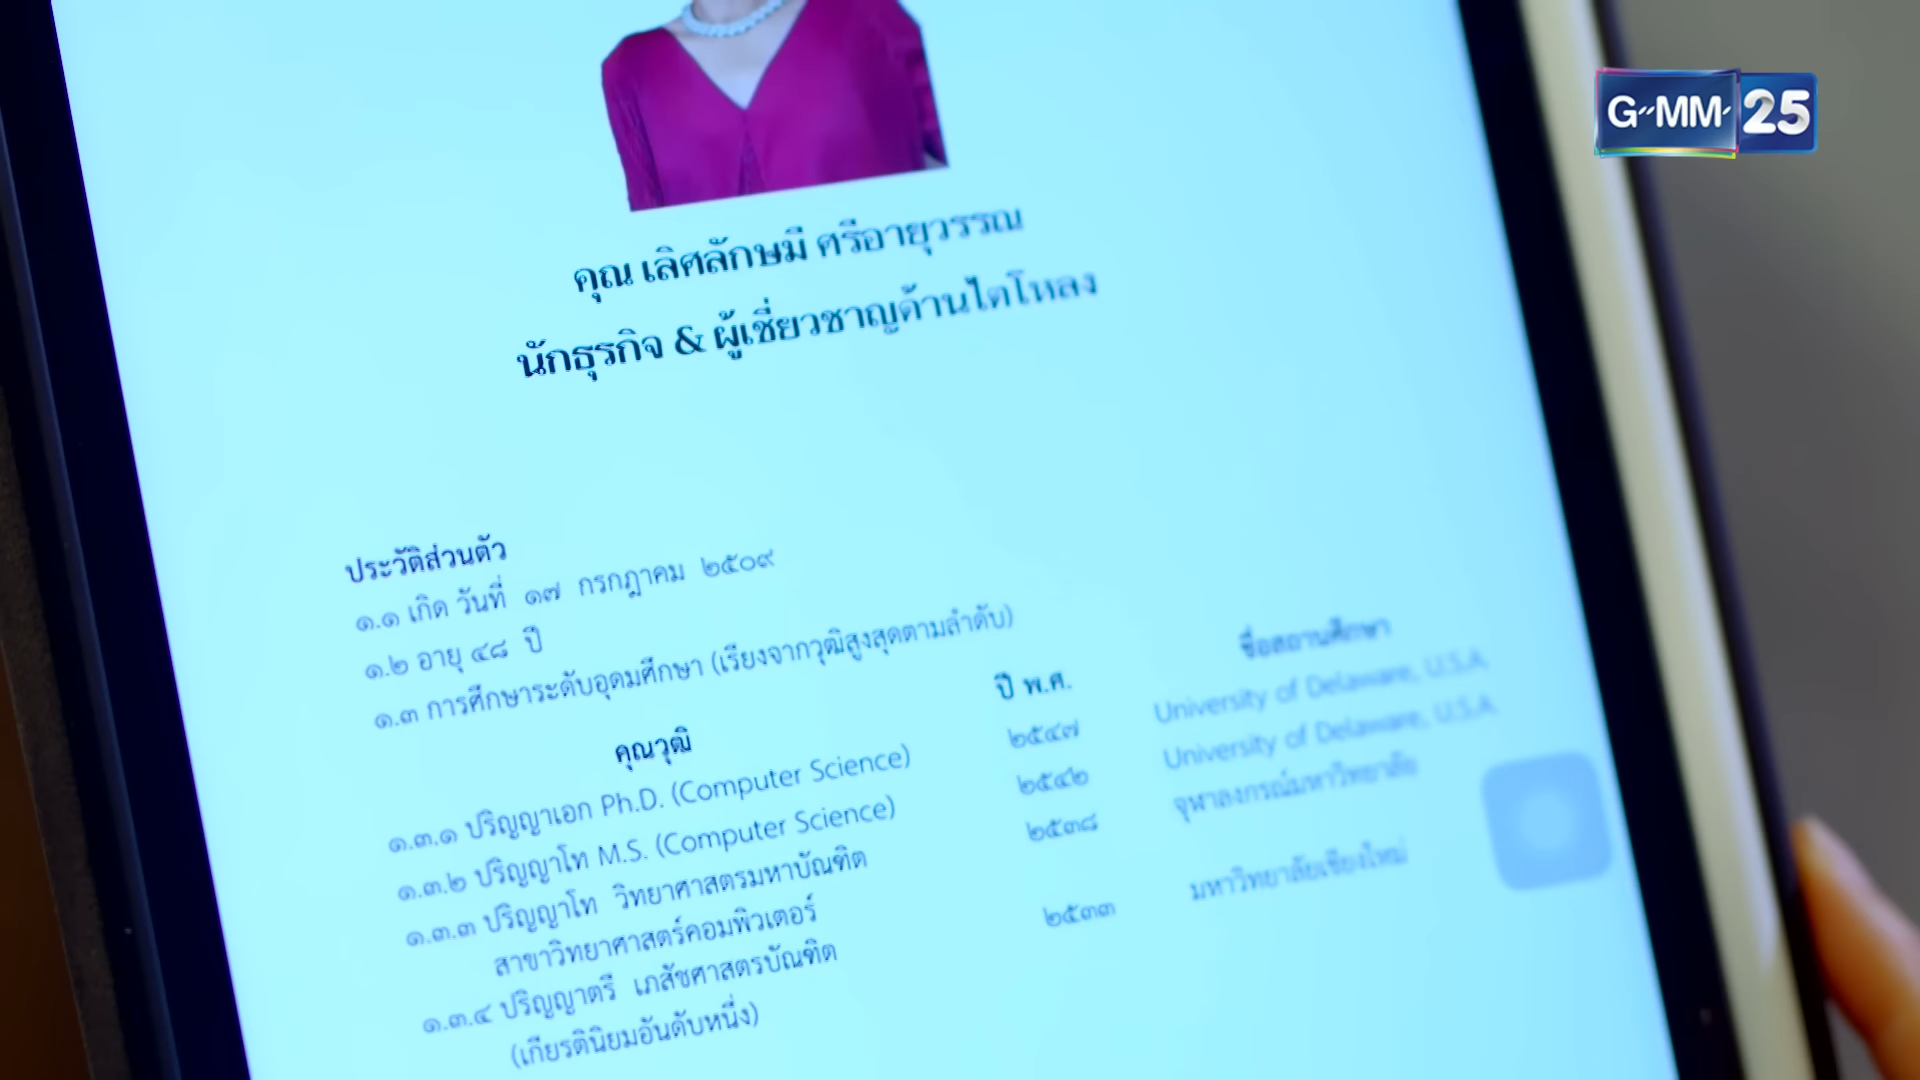 G"MM' 25
คุณ เลิศลักษมี ศรีอายุวรรณ
นักธุรกิจ & ผู้เชี่ยวชาญด้านไดโหลง
ประวัติส่วนตัว
๑.๑ เกิด วันที่ ๑๗ กรกฎาคม ๒๕๐๙
๑.๒ อายุ ๔๘ ปี
๑.๓ การศึกษาระดับอุดมศึกษา (เรียงจากวุฒิสูงสุดตามลำดับ)
คุณวุฒิ ปี พ.ศ. ชื่อสถานศึกษา
๑.๓.๑ ปริญญาเอก Ph.D. (Computer Science) ๒๕๔๗ University of Delaware, U.S.A.
๑.๓.๒ ปริญญาโท M.S. (Computer Science) ๒๕๔๒ University of Delaware, U.S.A.
๑.๓.๓ ปริญญาโท วิทยาศาสตรมหาบัณฑิต ๒๕๓๘ จุฬาลงกรณ์มหาวิทยาลัย
สาขาวิทยาศาสตร์คอมพิวเตอร์
๑.๓.๔ ปริญญาตรี เภสัชศาสตรบัณฑิต ๒๕๓๓ มหาวิทยาลัยเชียงใหม่
(เกียรตินิยมอันดับหนึ่ง)